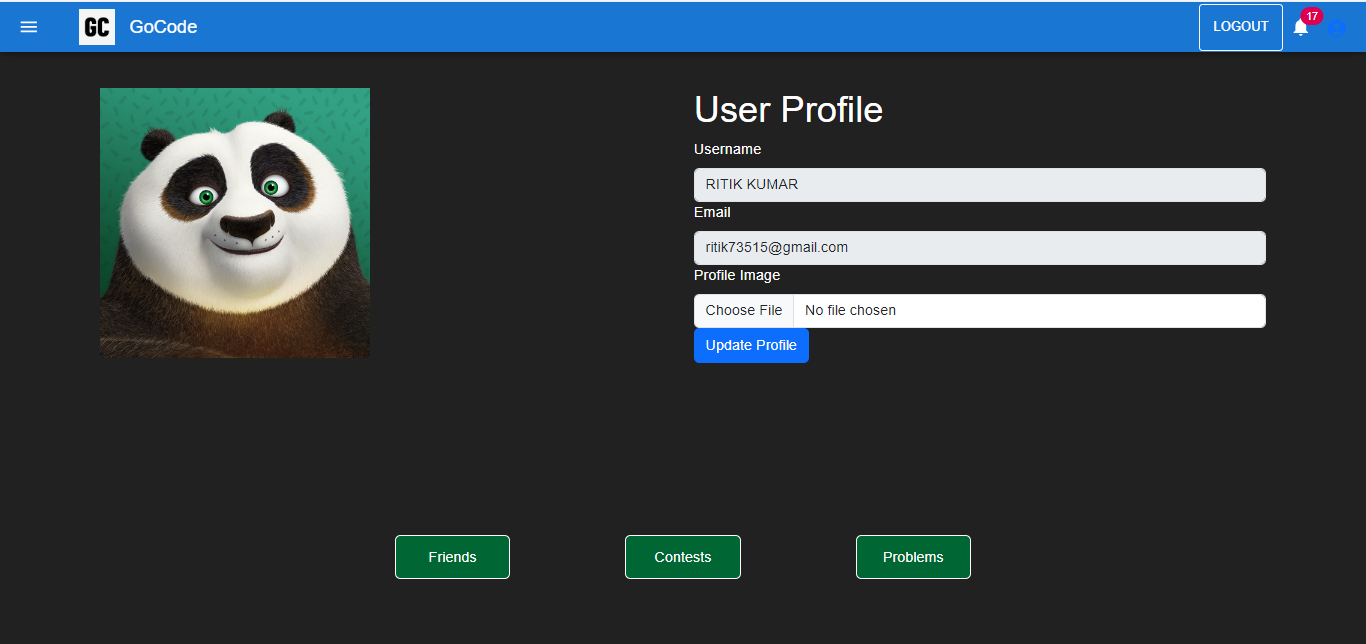 GC GoCode LOGOUT 17
User Profile
Username
RITIK KUMAR
Email
ritik73515@gmail.com
Profile Image
Choose File No file chosen
Update Profile
Friends Contests Problems